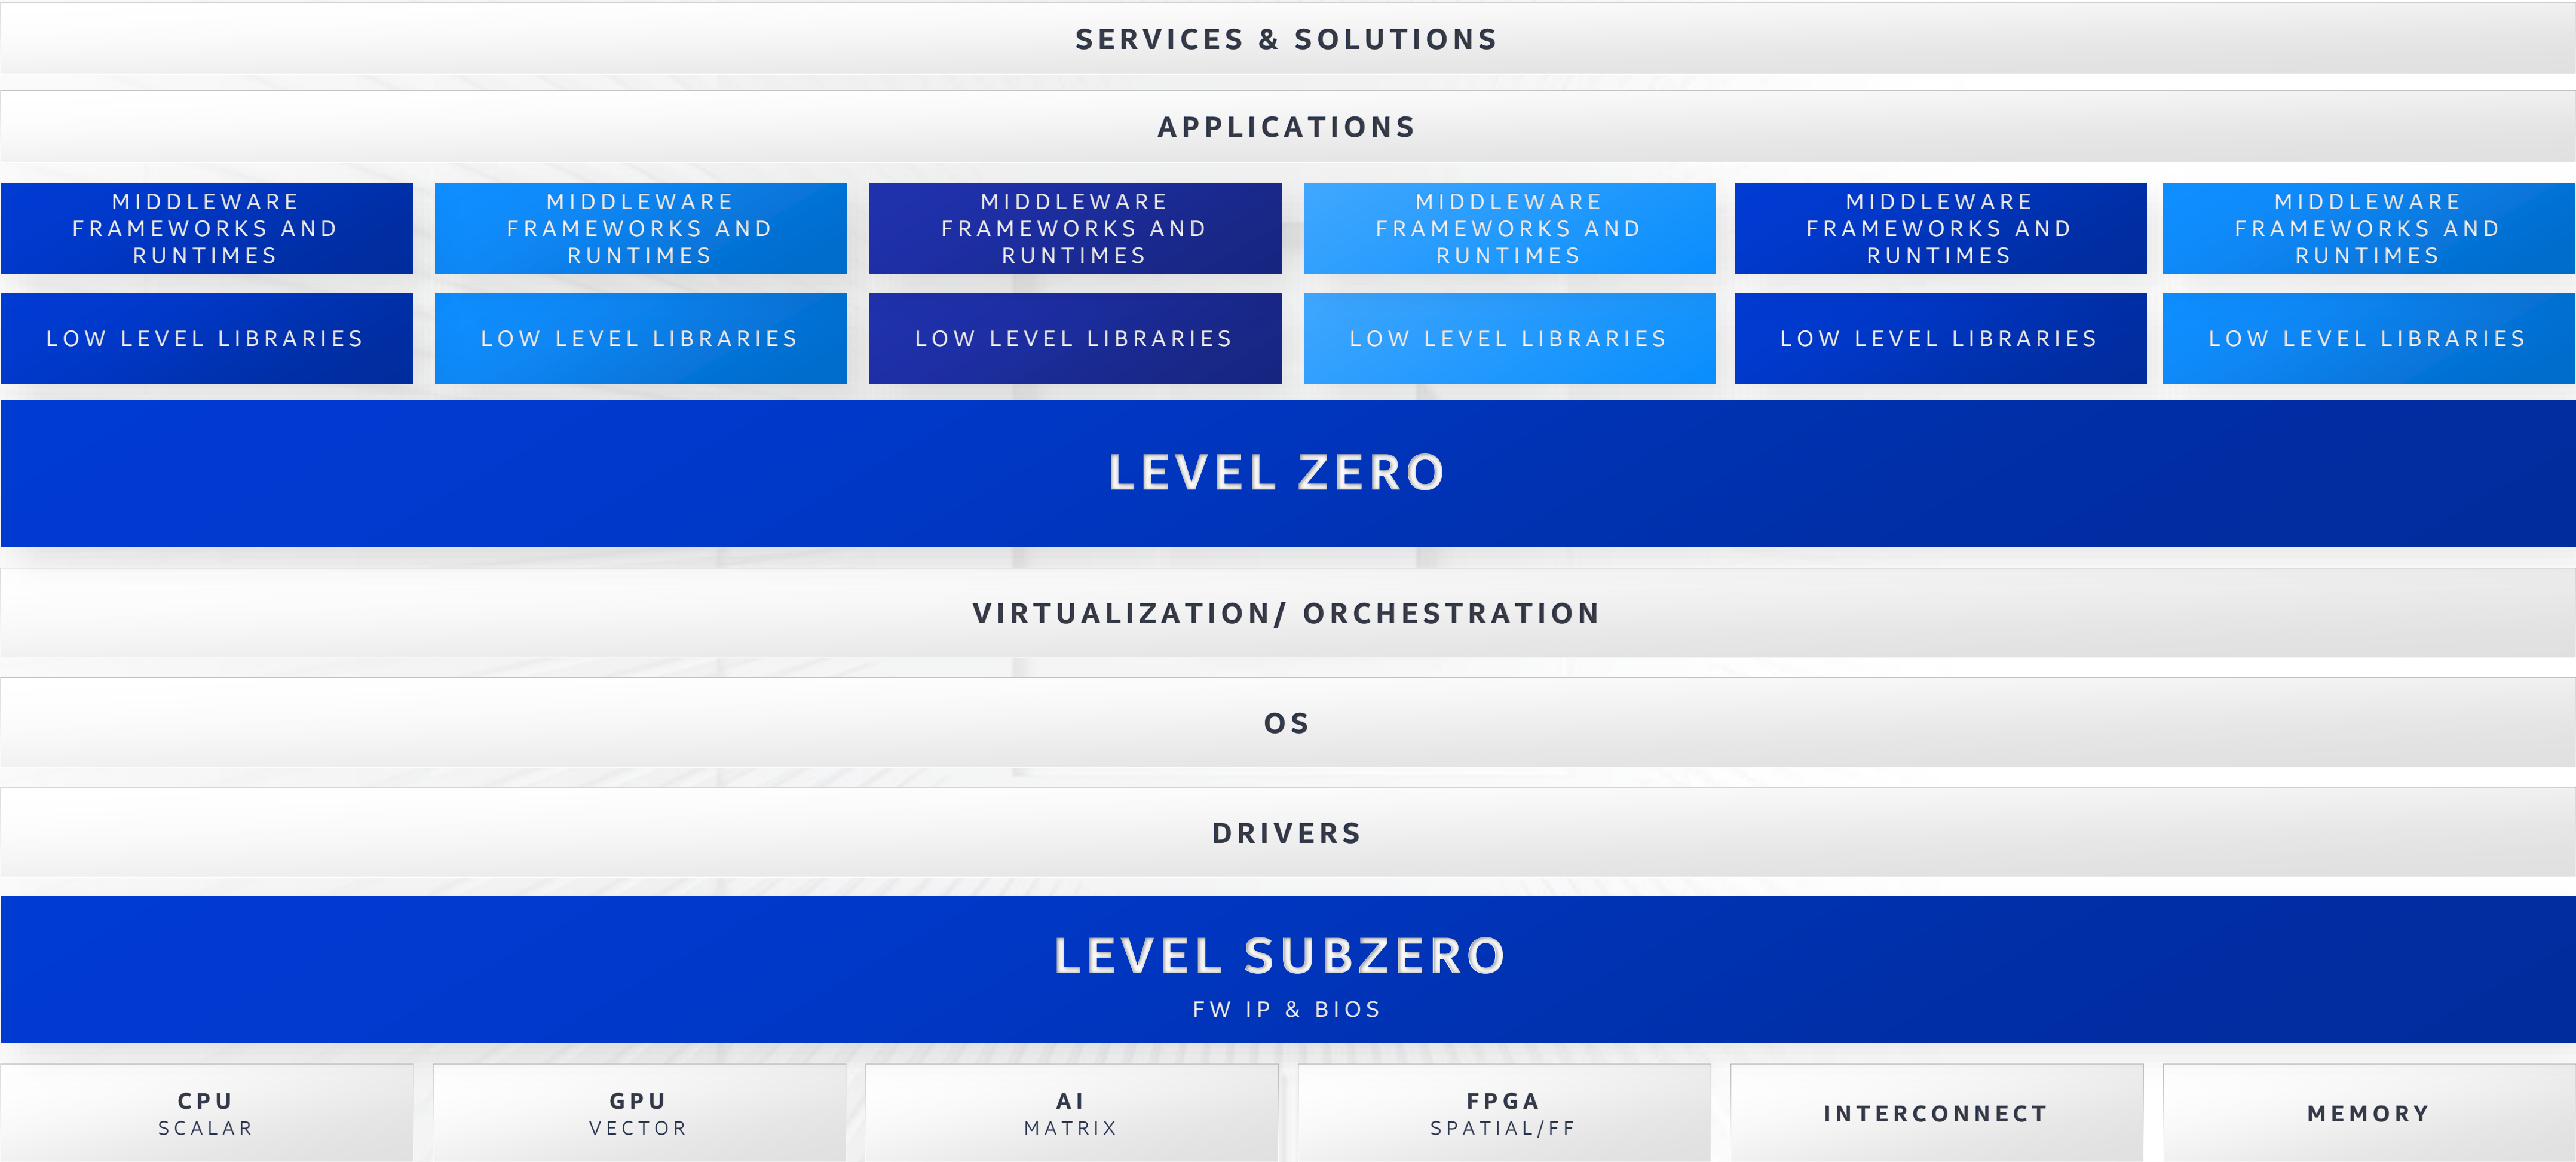 SERVICES & SOLUTIONS
APPLICATIONS
MIDDLEWARE
FRAMEWORKS AND
RUNTIMES
MIDDLEWARE
FRAMEWORKS AND
RUNTIMES
MIDDLEWARE
FRAMEWORKS AND
RUNTIMES
MIDDLEWARE
FRAMEWORKS AND
RUNTIMES
MIDDLEWARE
FRAMEWORKS AND
RUNTIMES
MIDDLEWARE
FRAMEWORKS AND
RUNTIMES
LOW LEVEL LIBRARIES
LOW LEVEL LIBRARIES
LOW LEVEL LIBRARIES
LOW LEVEL LIBRARIES
LOW LEVEL LIBRARIES
LOW LEVEL LIBRARIES
LEVEL ZERO
VIRTUALIZATION/ ORCHESTRATION
OS
DRIVERS
LEVEL SUBZERO
FW IP & BIOS
CPU
SCALAR
GPU
VECTOR
AI
MATRIX
FPGA
SPATIAL/FF
INTERCONNECT
MEMORY